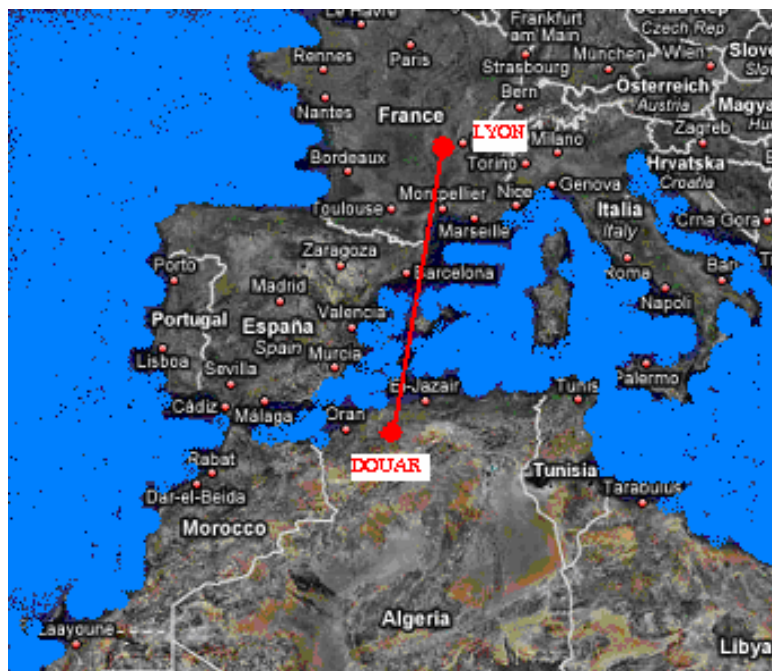 Le Havre
Frankfurt
am Main
Česká Rep
Czech Rep
Rennes
Paris
Strasbourg
München
Wien
Nantes
Bern
Österreich
Austria
Magyar
France
LYON
Milano
Zagreb
Bordeaux
Torino
Hrvatska
Croatia
Toulouse
Montpellier
Nice
Genova
Marseille
Italia
Italy
Crna Gora
Zaragoza
Porto
Barcelona
Roma
Bari
Madrid
Napoli
Portugal
Valencia
España
Spain
Lisboa
Murcia
Sevilla
Palermo
El-Jazair
Tunis
Cádiz
Málaga
Oran
DOUAR
Rabat
Tunisia
Dar-el-Beida
Tarabulus
Morocco
Algeria
Laayoune
Libya